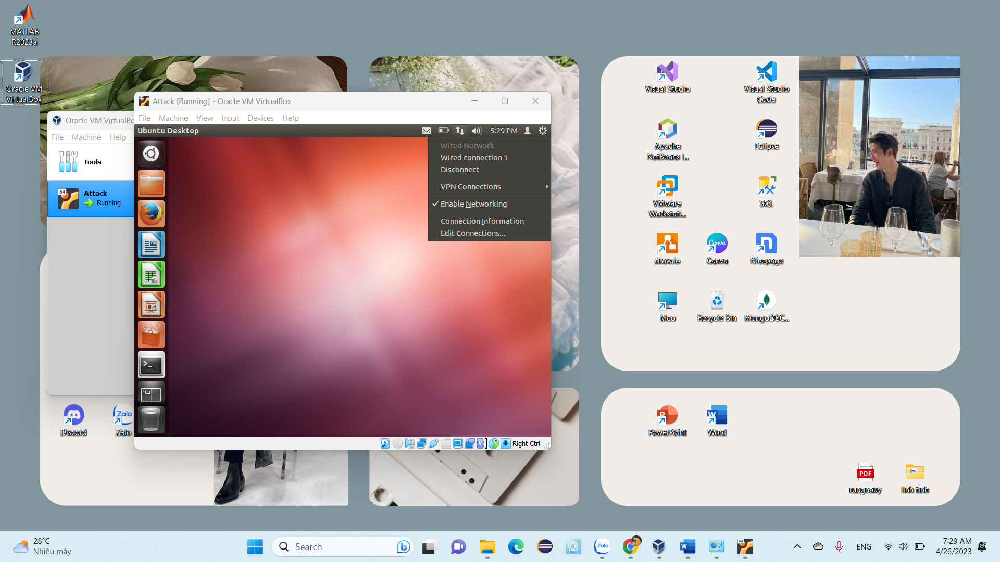 MATLAB
R2023a
Oracle VM
VirtualBox
Attack [Running] - Oracle VM VirtualBox
File Machine View Input Devices Help
Ubuntu Desktop
5:29 PM
Wired Network
Wired connection 1
Disconnect
VPN Connections
Enable Networking
Connection Information
Edit Connections...
Right Ctrl
Oracle VM VirtualBo
File Machine Help
Tools
64
Attack
Running
Discord
Zalo
Zalo
Visual Studio
Visual Studio
Code
Apache
NetBeans I...
Eclipse
VMware
Workstati...
SQL
draw.io
Canva
Canva
Nicepage
Meo
Recycle Bin
MongoDBC...
PowerPoint
Word
PDF
rungnauy
linh tinh
28°C
Nhiều mây
Search
Zalo
64
ENG
7:29 AM
4/26/2023